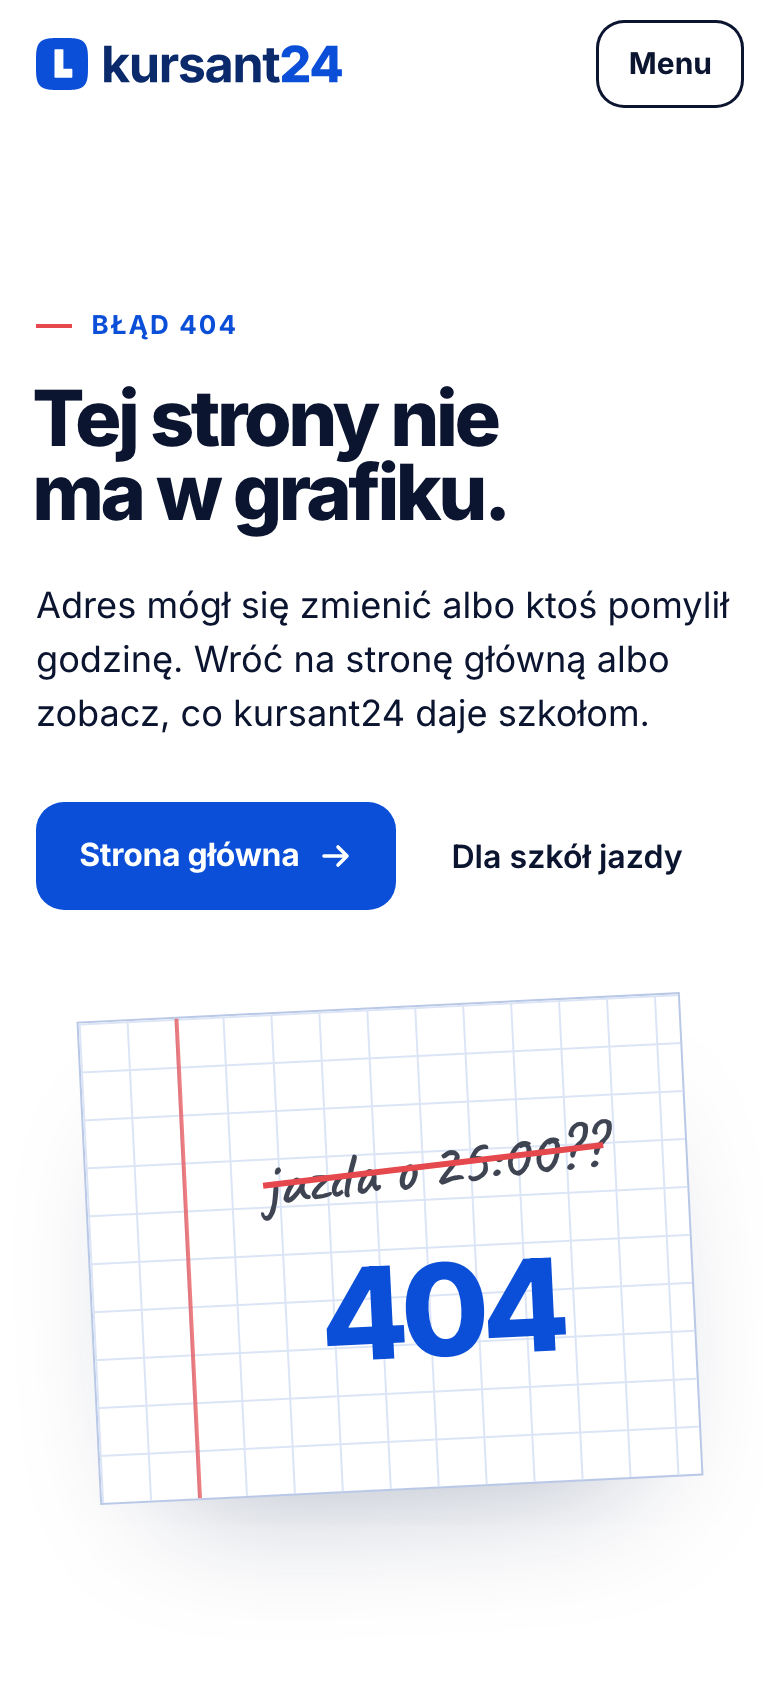 L kursant24
Menu
BŁĄD 404
Tej strony nie
ma w grafiku.
Adres mógł się zmienić albo ktoś pomylił
godzinę. Wróć na stronę główną albo
zobacz, co kursant24 daje szkołom.
Strona główna →
Dla szkół jazdy
jazda o 25:00??
404